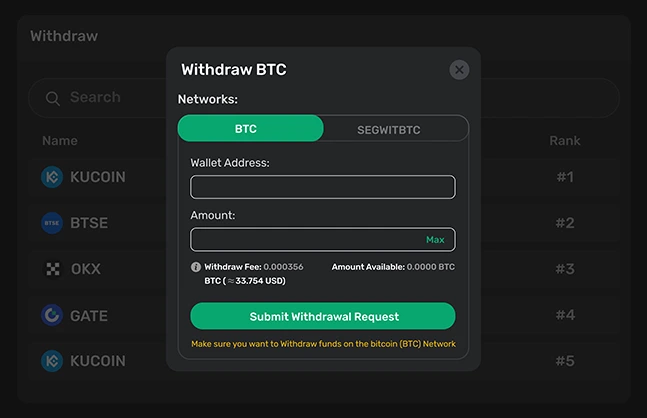 Withdraw
Withdraw BTC
Networks:
Search
BTC
SEGWITBTC
Name
Rank
Wallet Address:
KUCOIN
#1
Amount:
BTSE
BTSE
#2
Max
Withdraw Fee: 0.000356
Amount Available: 0.0000 BTC
OKX
#3
BTC ( ≈ 33.754 USD)
GATE
Submit Withdrawal Request
#4
Make sure you want to Withdraw funds on the bitcoin (BTC) Network
KUCOIN
#5